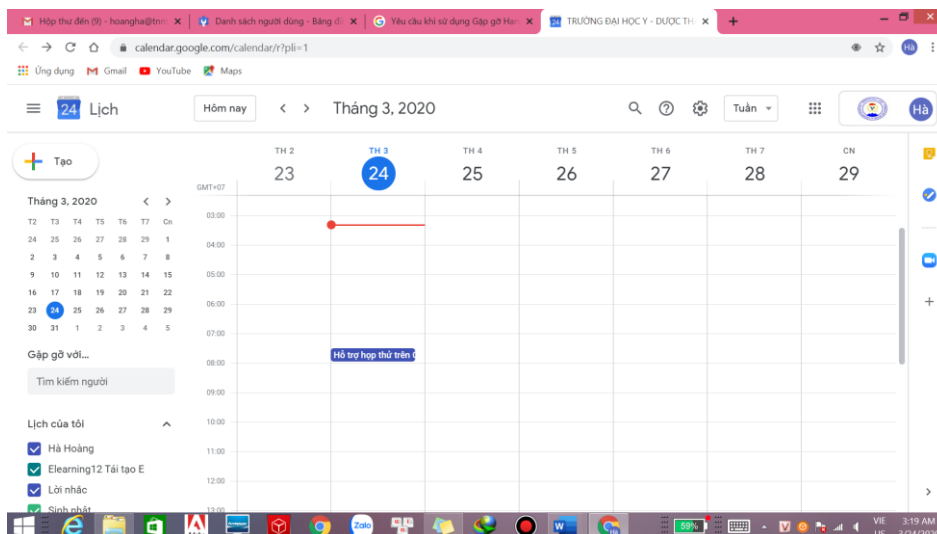 Hộp thư đến (9) - hoangha@tnm
Danh sách người dùng - Bảng đi
Yêu cầu khi sử dụng Gặp gỡ Han
TRƯỜNG ĐẠI HỌC Y - DƯỢC TH
calendar.google.com/calendar/r?pli=1
Hà
Ứng dụng Gmail YouTube Maps
24 Lịch Hôm nay Tháng 3, 2020 Tuần Hà
Tạo
TH 2 TH 3 TH 4 TH 5 TH 6 TH 7 CN
23 24 25 26 27 28 29
GMT+07
Tháng 3, 2020
T2 T3 T4 T5 T6 T7 Cn
24 25 26 27 28 29 1
2 3 4 5 6 7 8
9 10 11 12 13 14 15
16 17 18 19 20 21 22
23 24 25 26 27 28 29
30 31 1 2 3 4 5
Gặp gỡ với...
Tìm kiếm người
Lịch của tôi
Hà Hoàng
Elearning12 Tái tạo E
Lời nhắc
Sinh nhật
03:00
04:00
05:00
06:00
07:00
Hỗ trợ họp thử trên
08:00
09:00
10:00
11:00
12:00
13:00
Zalo
59%
VIE 3:19 AM
US 3/24/2020